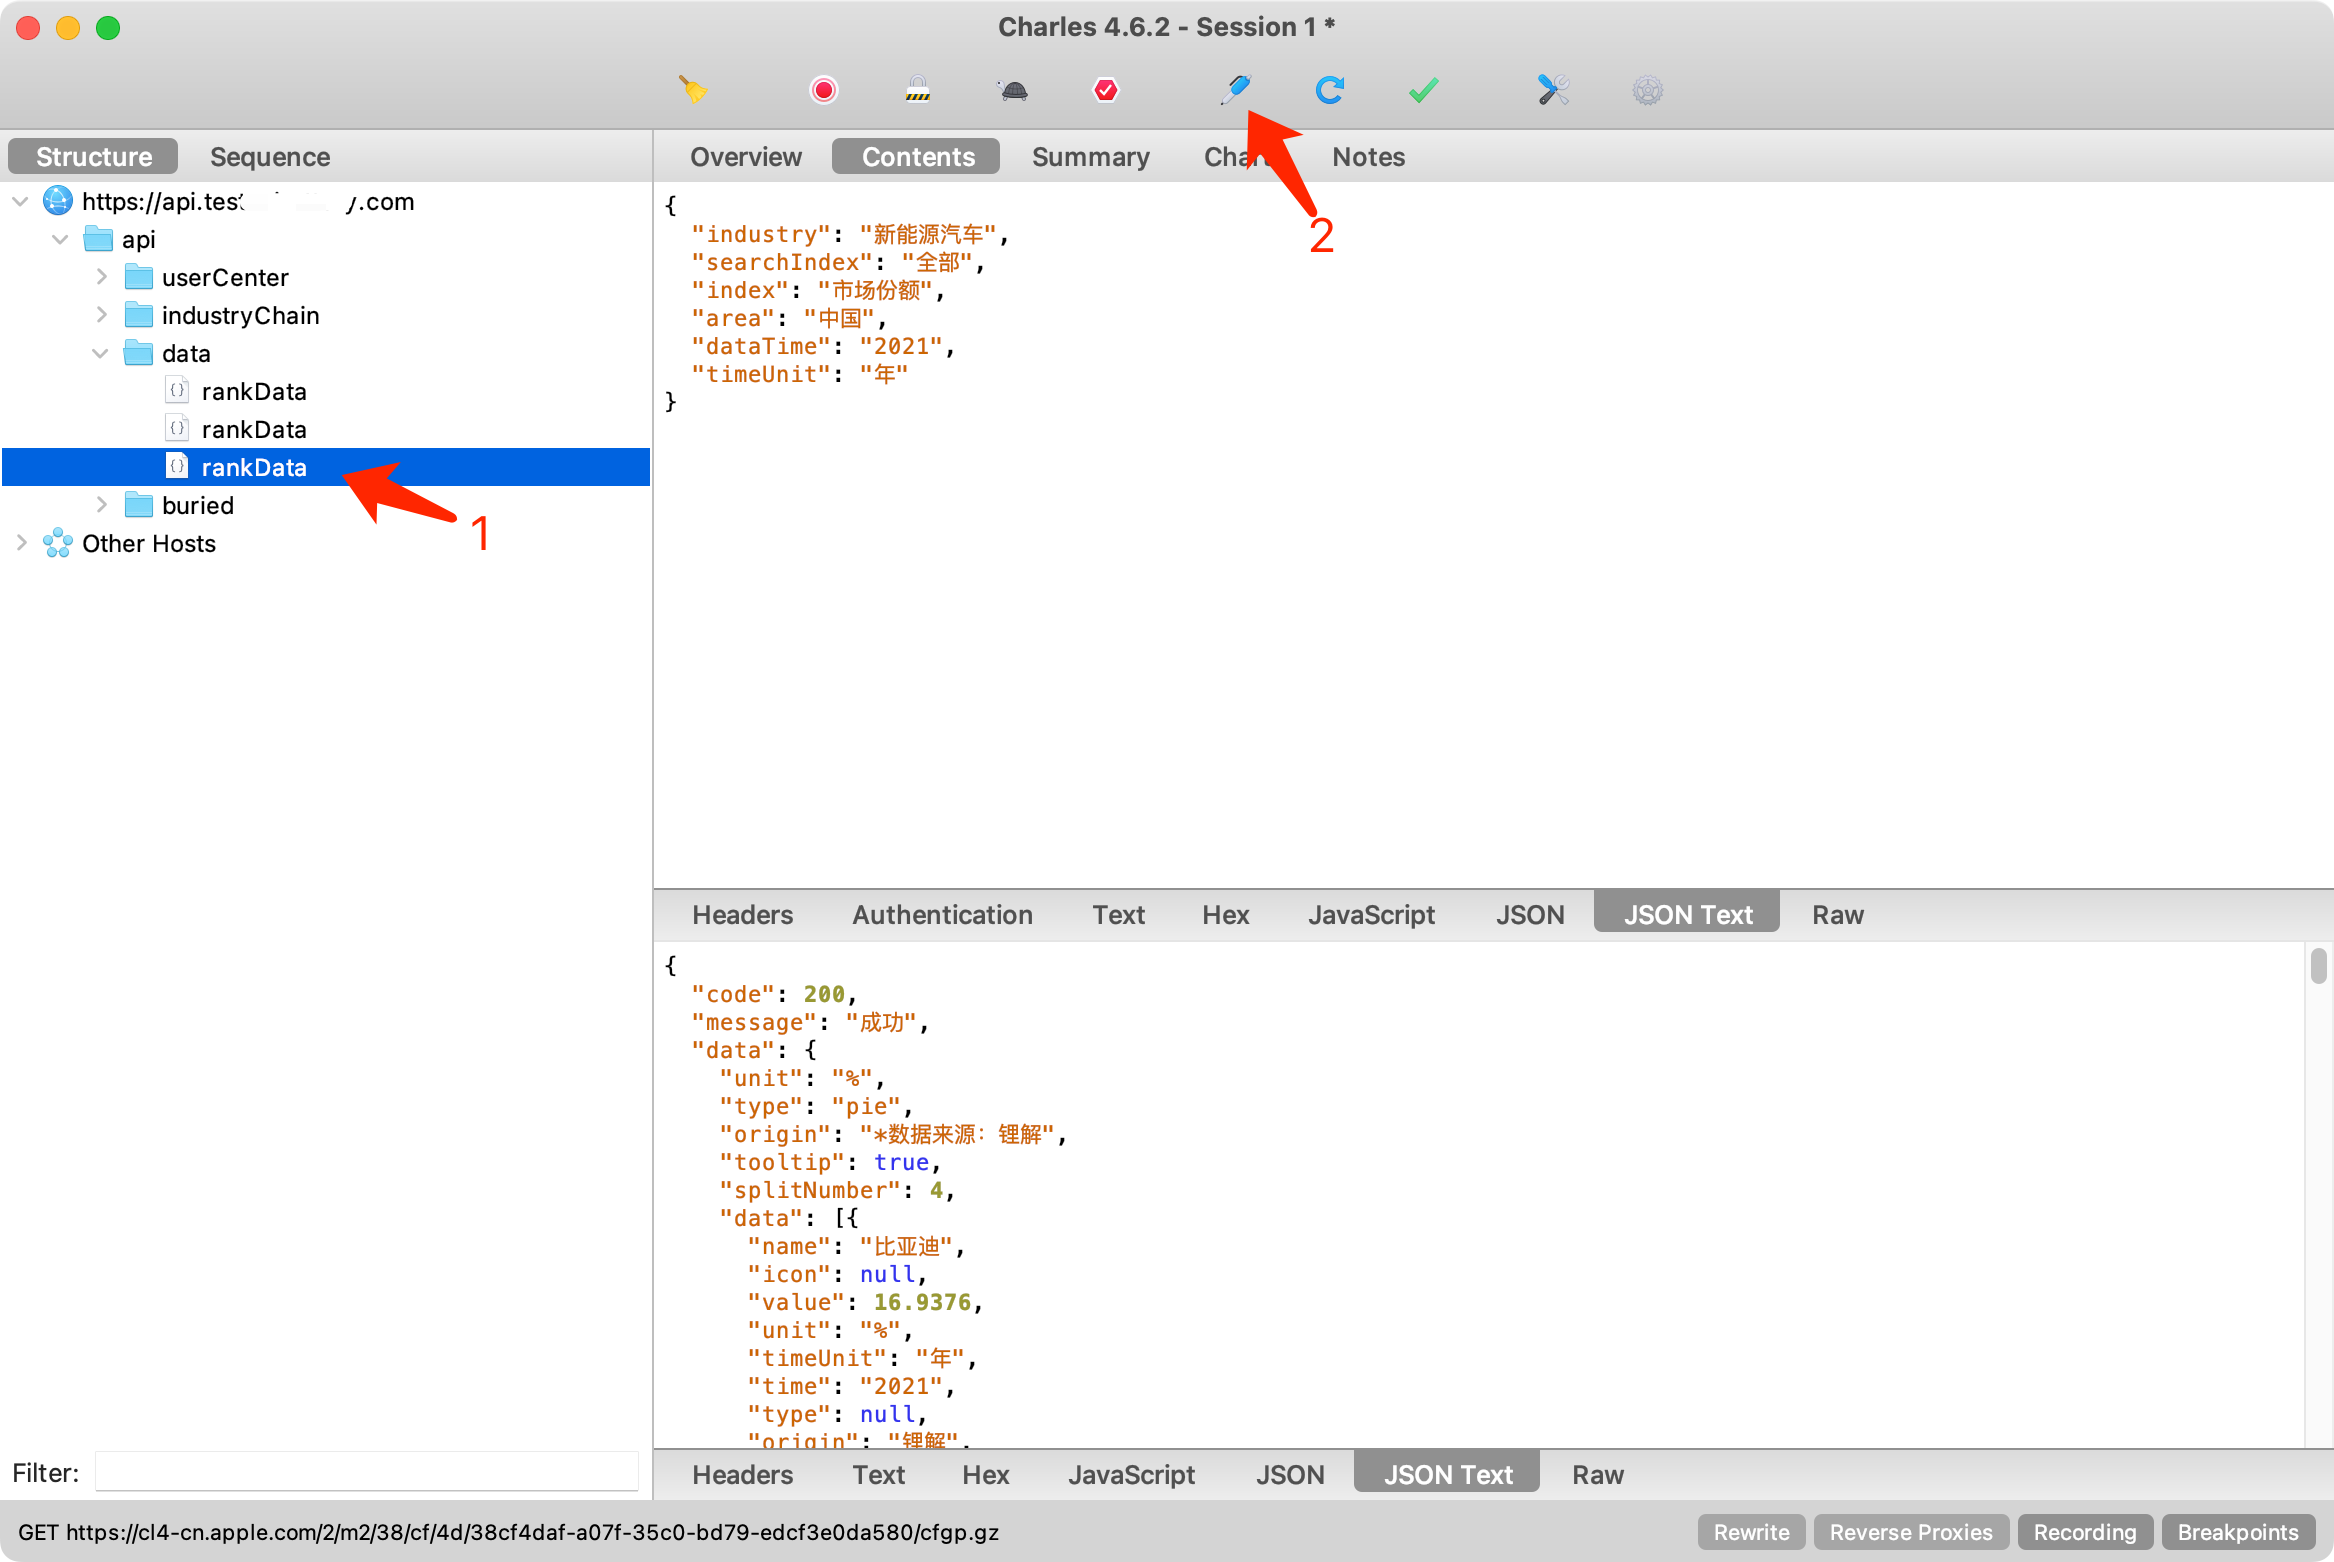 Charles 4.6.2 - Session 1 *
Structure Sequence
Overview Contents Summary Notes
https://api.test y.com
api
userCenter
industryChain
data
rankData
rankData
rankData
buried
Other Hosts
1
2
{
"industry": "新能源汽车",
"searchIndex": "全部",
"index": "市场份额",
"area": "中国",
"dataTime": "2021",
"timeUnit": "年"
}
Headers Authentication Text Hex JavaScript JSON JSON Text Raw
{
"code": 200,
"message": "成功",
"data": {
"unit": "%",
"type": "pie",
"origin": "*数据来源：锂解",
"tooltip": true,
"splitNumber": 4,
"data": [{
"name": "比亚迪",
"icon": null,
"value": 16.9376,
"unit": "%",
"timeUnit": "年",
"time": "2021",
"type": null,
"origin": "锂解",
Headers Text Hex JavaScript JSON JSON Text Raw
Filter:
GET https://cl4-cn.apple.com/2/m2/38/cf/4d/38cf4daf-a07f-35c0-bd79-edcf3e0da580/cfgp.gz
Rewrite Reverse Proxies Recording Breakpoints